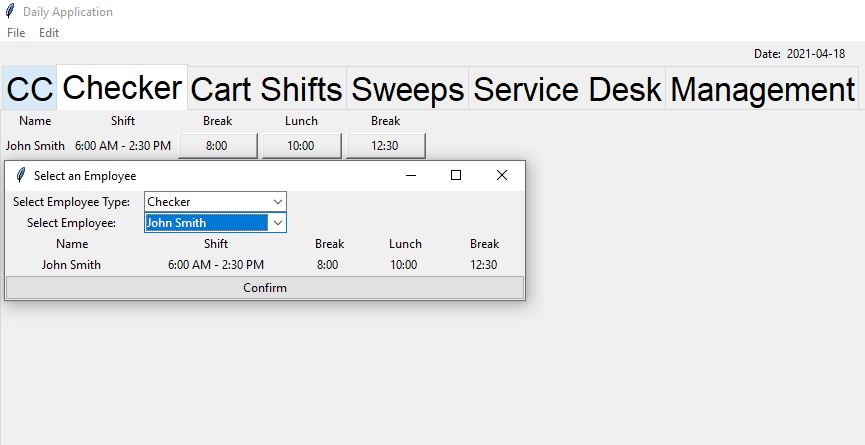 Daily Application
File Edit
Date: 2021-04-18
CC Checker Cart Shifts Sweeps Service Desk Management
Name Shift Break Lunch Break
John Smith 6:00 AM - 2:30 PM 8:00 10:00 12:30
Select an Employee
Select Employee Type: Checker
Select Employee: John Smith
Name Shift Break Lunch Break
John Smith 6:00 AM - 2:30 PM 8:00 10:00 12:30
Confirm